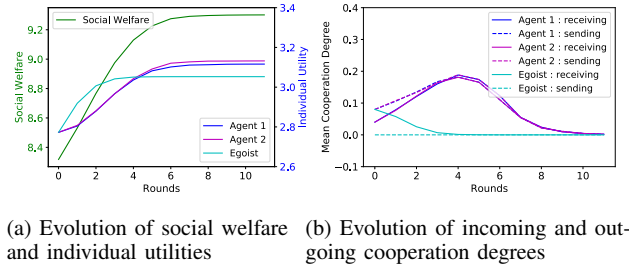 Social Welfare
9,2
9,0
8,8
8,6
8,4
Social Welfare
3.4
3.2
3.0
2.8
2.6
Individual Utility
Agent 1
Agent 2
Egoist
0 2 4 6 8 10
Rounds
0.4
0.3
0.2
0.1
0.0
−0.1
Mean Cooperation Degree
Agent 1 : receiving
Agent 1 : sending
Agent 2 : receiving
Agent 2 : sending
Egoist : receiving
Egoist : sending
0 2 4 6 8 10
Rounds
(a) Evolution of social welfare
and individual utilities
(b) Evolution of incoming and out-
going cooperation degrees